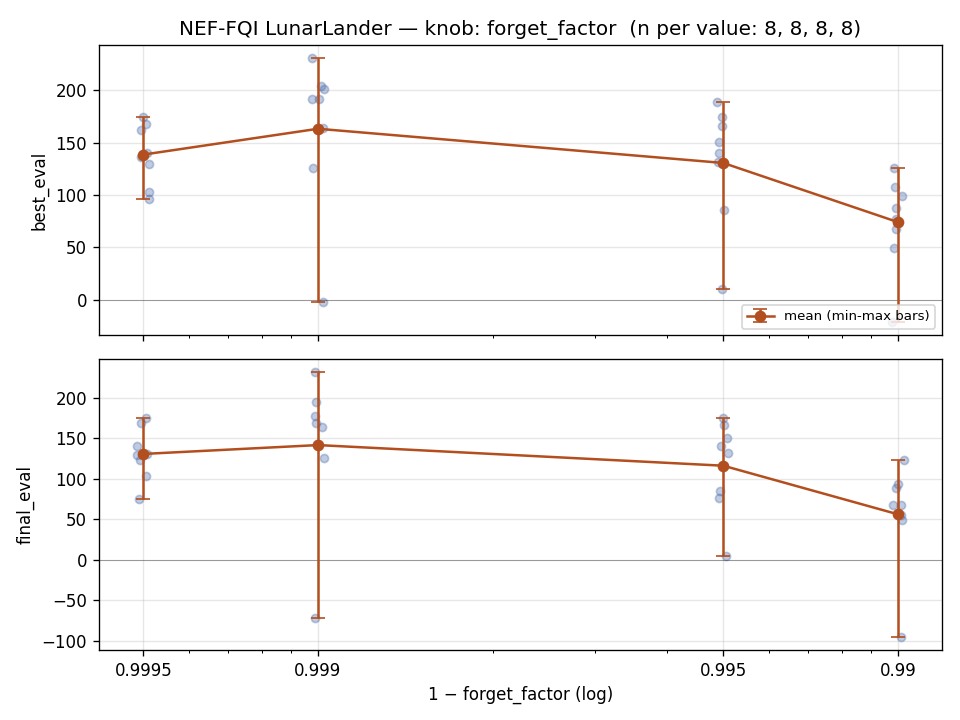 NEF-FQI LunarLander — knob: forget_factor (n per value: 8, 8, 8, 8)
200
150
100
50
0
best_eval
mean (min-max bars)
200
150
100
50
0
−50
−100
final_eval
0.9995 0.999 0.995 0.99
1 − forget_factor (log)